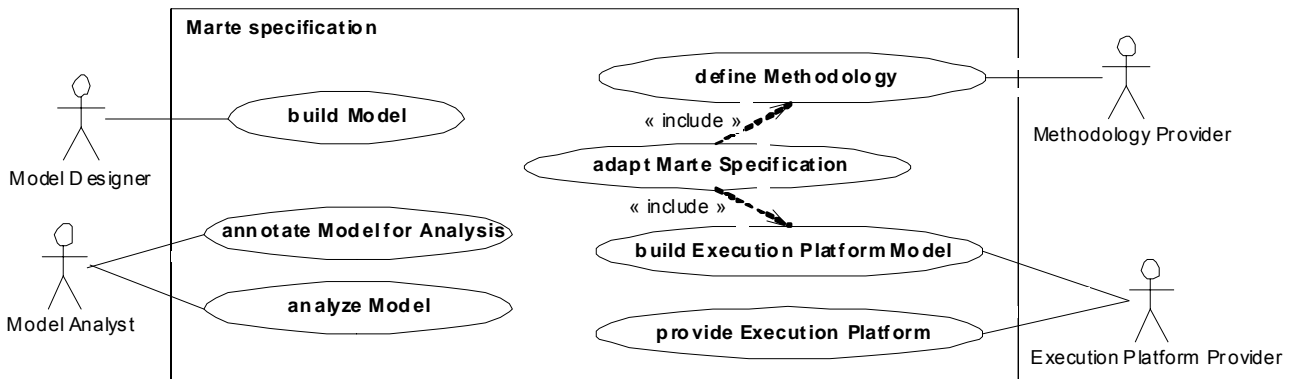 Marte specification
define Methodology
build Model
« include »
Methodology Provider
adapt Marte Specification
Model Designer
« include »
annotate Model for Analysis
build Execution Platform Model
analyze Model
Model Analyst
provide Execution Platform
Execution Platform Provider